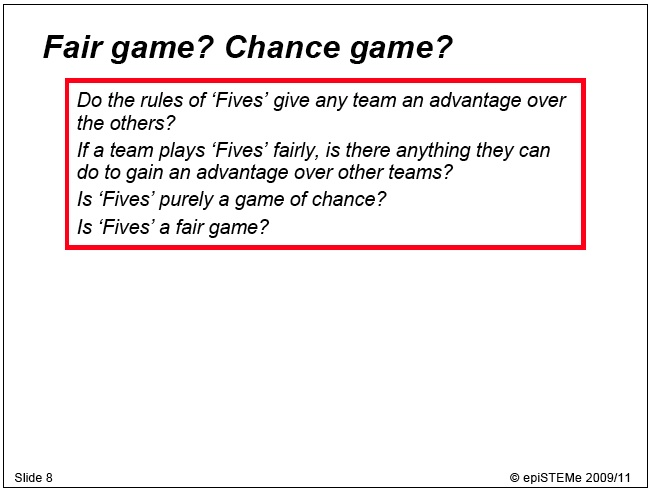 Fair game? Chance game?
Do the rules of ‘Fives’ give any team an advantage over
the others?
If a team plays ‘Fives’ fairly, is there anything they can
do to gain an advantage over other teams?
Is ‘Fives’ purely a game of chance?
Is ‘Fives’ a fair game?
Slide 8
© epiSTEMe 2009/11